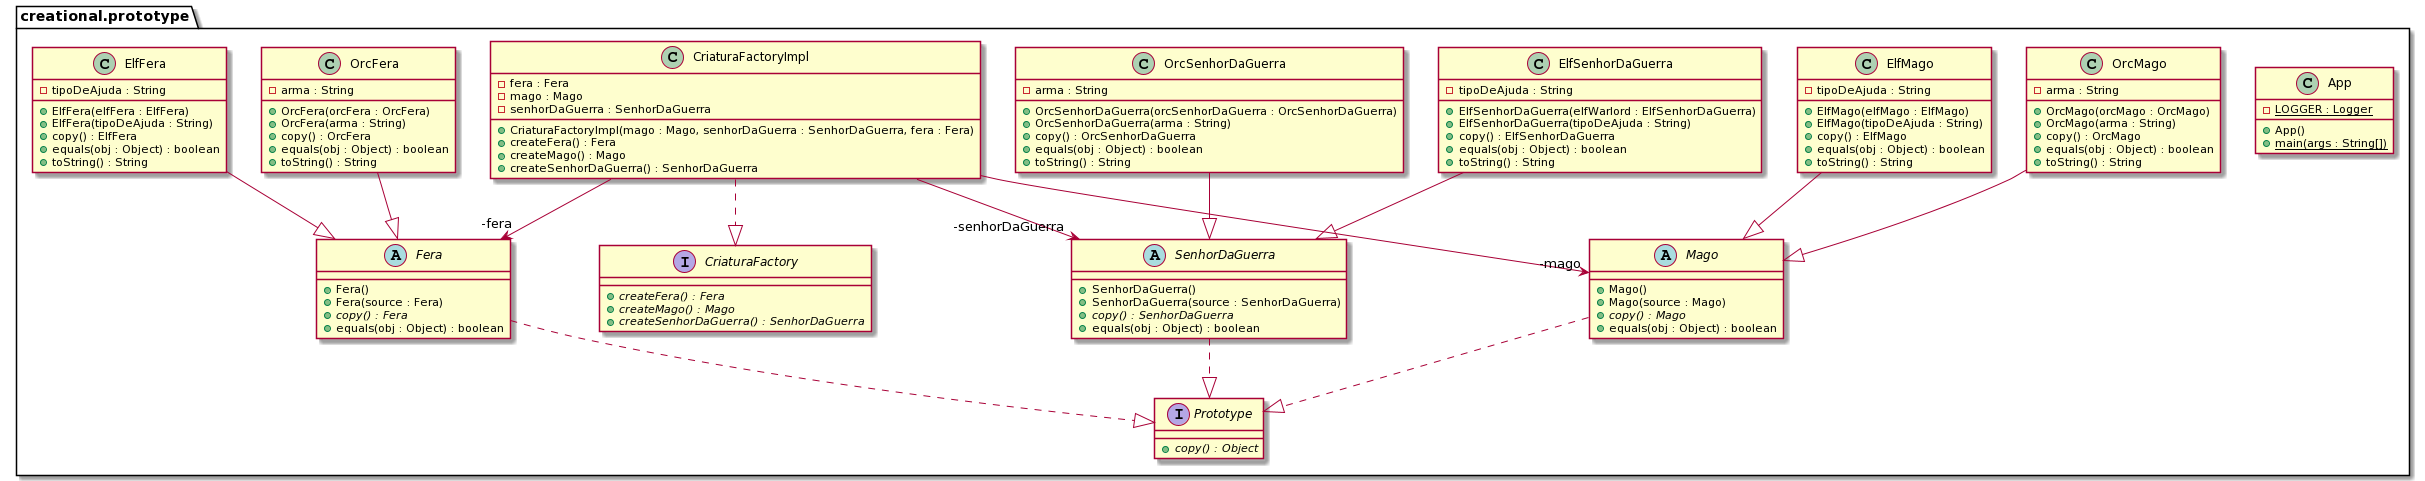 creational.prototype
C ElfFera
tipoDeAjuda : String
ElfFera(elfFera : ElfFera)
ElfFera(tipoDeAjuda : String)
copy() : ElfFera
equals(obj : Object) : boolean
toString() : String
C OrcFera
arma : String
OrcFera(orcFera : OrcFera)
OrcFera(arma : String)
copy() : OrcFera
equals(obj : Object) : boolean
toString() : String
C CriaturaFactoryImpl
fera : Fera
mago : Mago
senhorDaGuerra : SenhorDaGuerra
CriaturaFactoryImpl(mago : Mago, senhorDaGuerra : SenhorDaGuerra, fera : Fera)
createFera() : Fera
createMago() : Mago
createSenhorDaGuerra() : SenhorDaGuerra
C OrcSenhorDaGuerra
arma : String
OrcSenhorDaGuerra(orcSenhorDaGuerra : OrcSenhorDaGuerra)
OrcSenhorDaGuerra(arma : String)
copy() : OrcSenhorDaGuerra
equals(obj : Object) : boolean
toString() : String
C ElfSenhorDaGuerra
tipoDeAjuda : String
ElfSenhorDaGuerra(elfWarlord : ElfSenhorDaGuerra)
ElfSenhorDaGuerra(tipoDeAjuda : String)
copy() : ElfSenhorDaGuerra
equals(obj : Object) : boolean
toString() : String
C ElfMago
tipoDeAjuda : String
ElfMago(elfMago : ElfMago)
ElfMago(tipoDeAjuda : String)
copy() : ElfMago
equals(obj : Object) : boolean
toString() : String
C OrcMago
arma : String
OrcMago(orcMago : OrcMago)
OrcMago(arma : String)
copy() : OrcMago
equals(obj : Object) : boolean
toString() : String
C App
LOGGER : Logger
App()
main(args : String[])
-fera
-senhorDaGuerra
-mago
A Fera
Fera()
Fera(source : Fera)
copy() : Fera
equals(obj : Object) : boolean
I CriaturaFactory
createFera() : Fera
createMago() : Mago
createSenhorDaGuerra() : SenhorDaGuerra
A SenhorDaGuerra
SenhorDaGuerra()
SenhorDaGuerra(source : SenhorDaGuerra)
copy() : SenhorDaGuerra
equals(obj : Object) : boolean
A Mago
Mago()
Mago(source : Mago)
copy() : Mago
equals(obj : Object) : boolean
I Prototype
copy() : Object